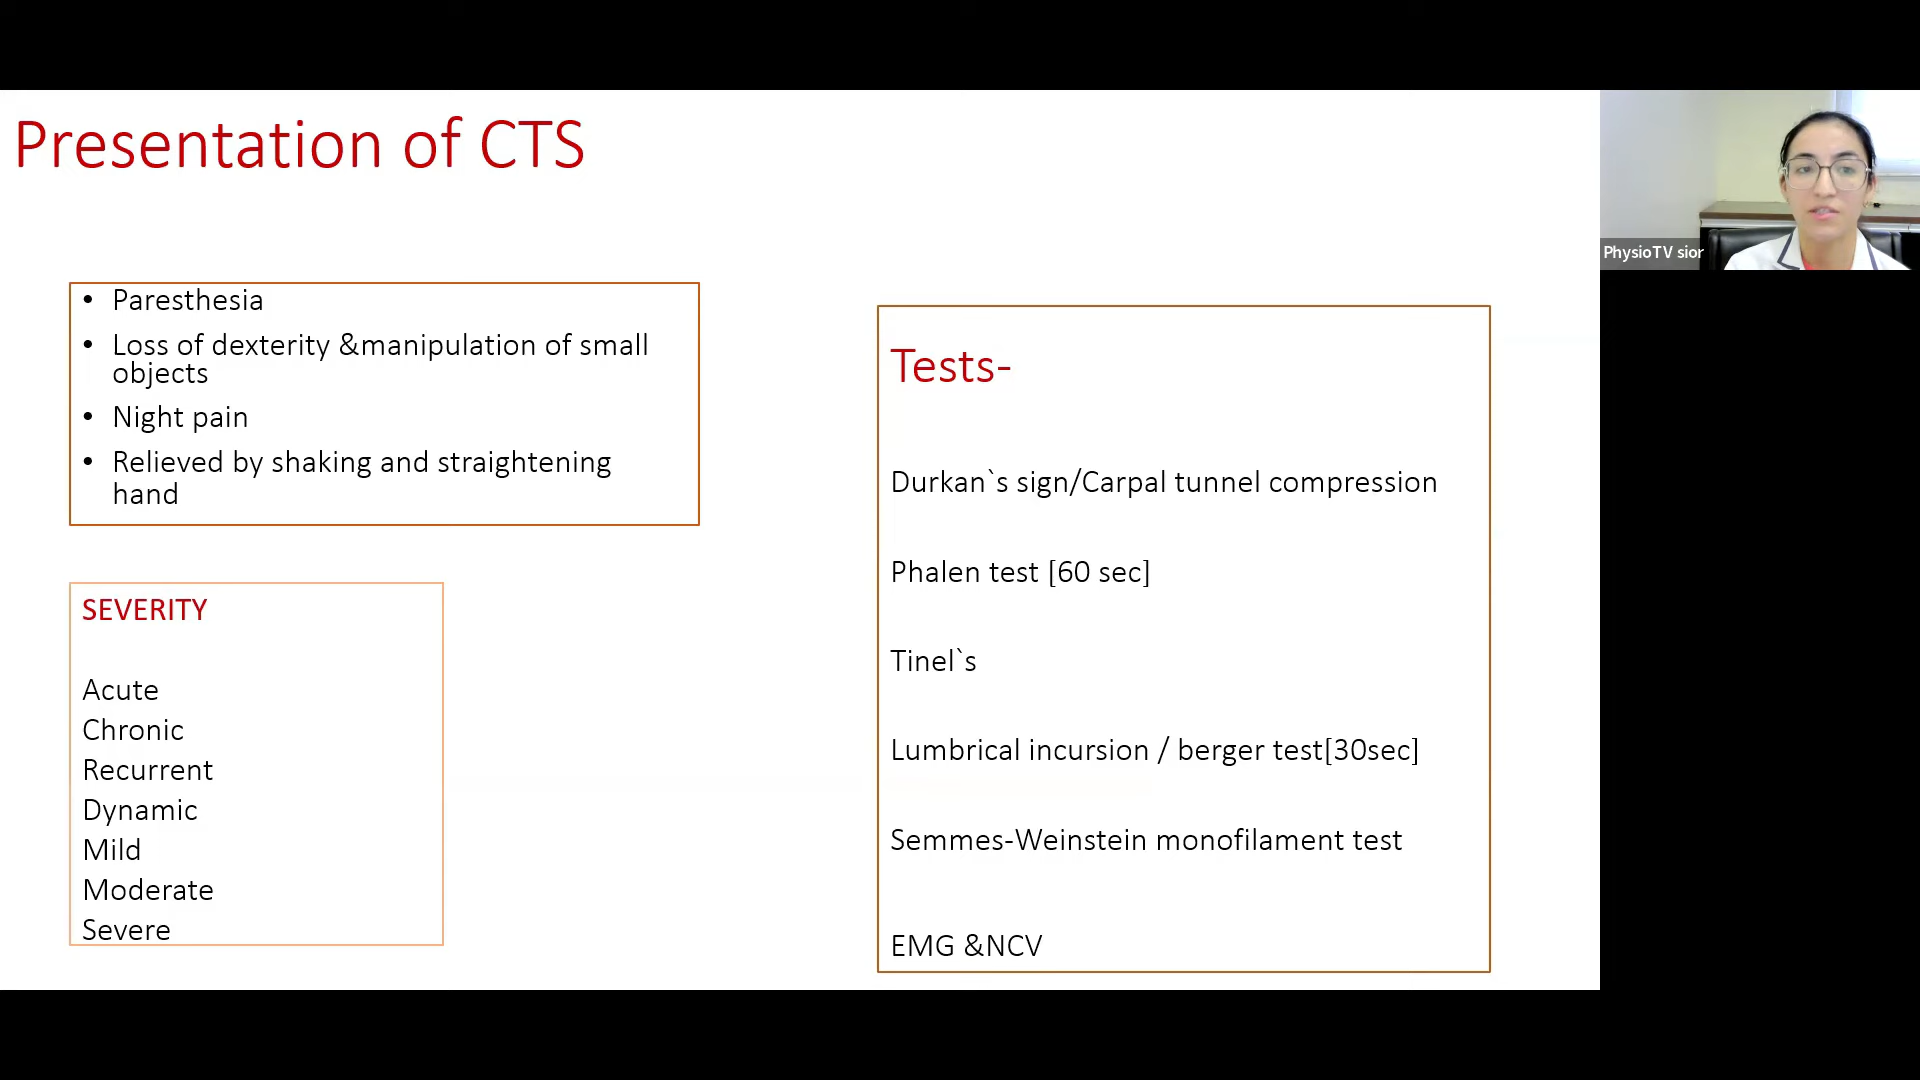 Presentation of CTS
• Paresthesia
• Loss of dexterity &manipulation of small
objects
• Night pain
• Relieved by shaking and straightening
hand
SEVERITY
Acute
Chronic
Recurrent
Dynamic
Mild
Moderate
Severe
Tests-
Durkan`s sign/Carpal tunnel compression
Phalen test [60 sec]
Tinel`s
Lumbrical incursion / berger test[30sec]
Semmes-Weinstein monofilament test
EMG &NCV
PhysioTV sior